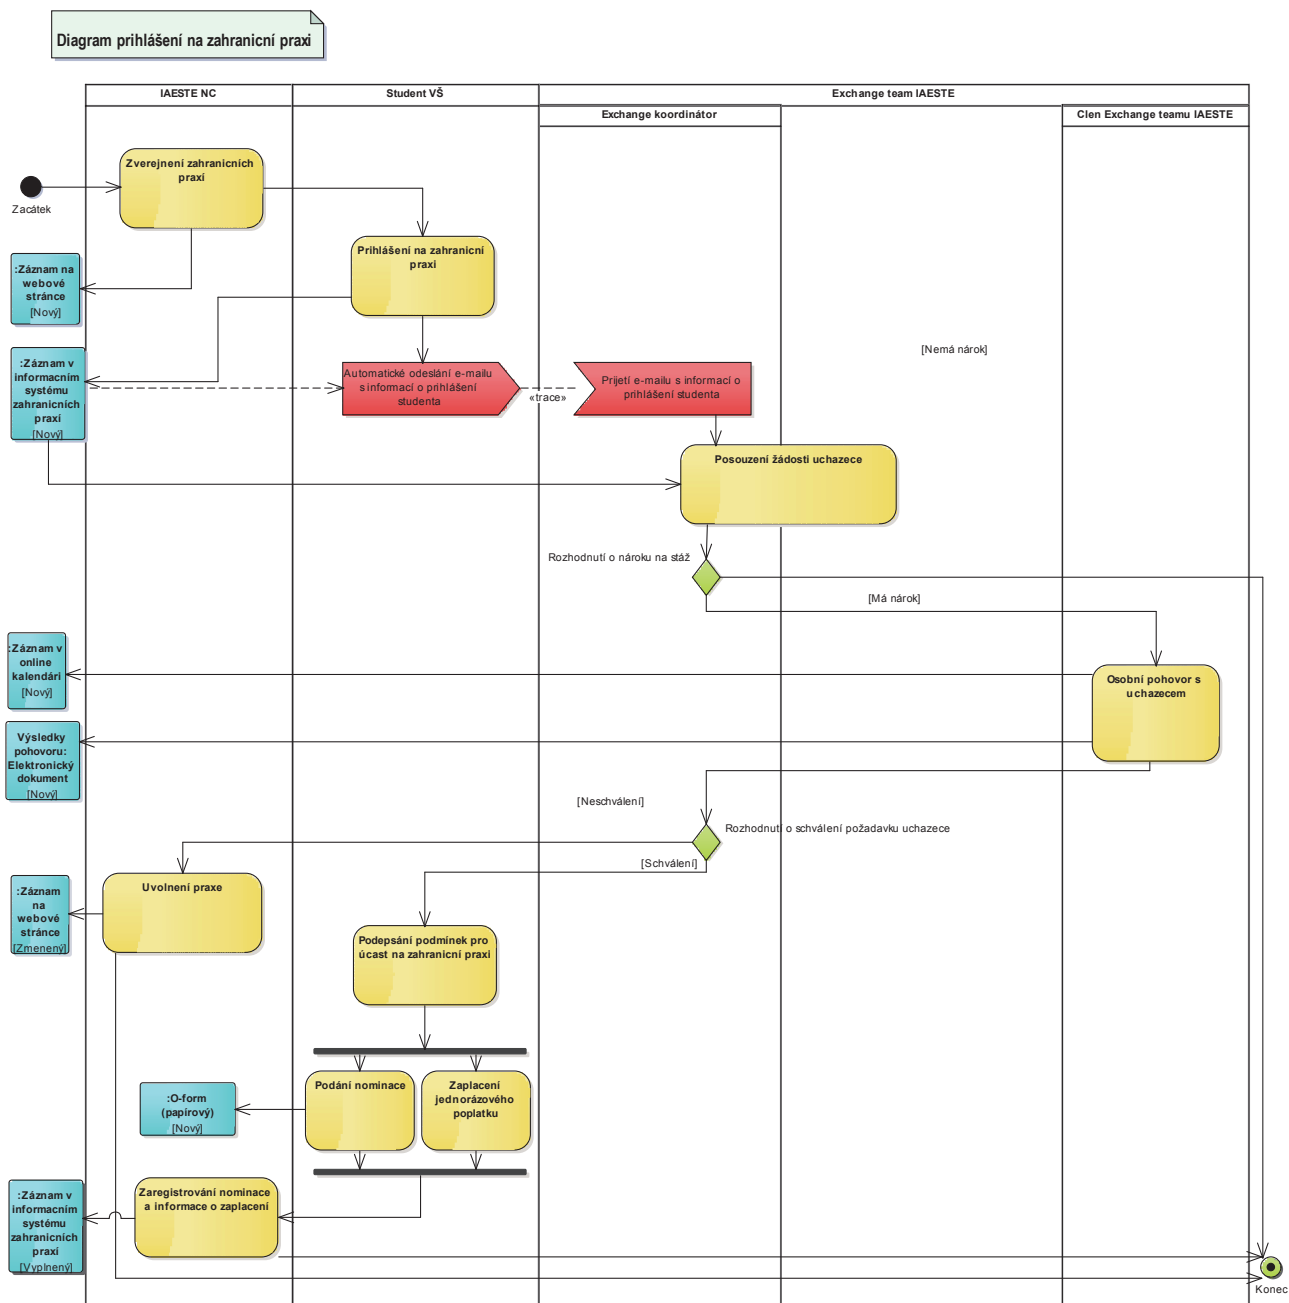 Diagram prihlášení na zahranicní praxi
IAESTE NC
Student VŠ
Exchange team IAESTE
Exchange koordinátor
Clen Exchange teamu IAESTE
Zverejnení zahranicních
praxí
Zacátek
Prihlášení na zahranicní
praxi
:Záznam na
webové
stránce
[Nový]
[Nemá nárok]
:Záznam v
informacním
systému
zahranicních
praxí
[Nový]
Automatické odeslání e-mailu
s informací o prihlášení
studenta
«trace»
Prijetí e-mailu s informací o
prihlášení studenta
Posouzení žádosti uchazece
Rozhodnutí o nároku na stáž
[Má nárok]
:Záznam v
online
kalendári
[Nový]
Osobní pohovor s
uchazecem
Výsledky
pohovoru:
Elektronický
dokument
[Nový]
[Neschválení]
Rozhodnutí o schválení požadavku uchazece
[Schválení]
Uvolnení praxe
:Záznam
na
webové
stránce
[Zmenený]
Podepsání podmínek pro
úcast na zahranicní praxi
Podání nominace
Zaplacení
jednorázového
poplatku
:O-form
(papírový)
[Nový]
Zaregistrování nominace
a informace o zaplacení
:Záznam v
informacním
systému
zahranicních
praxí
[Vyplnený]
Konec